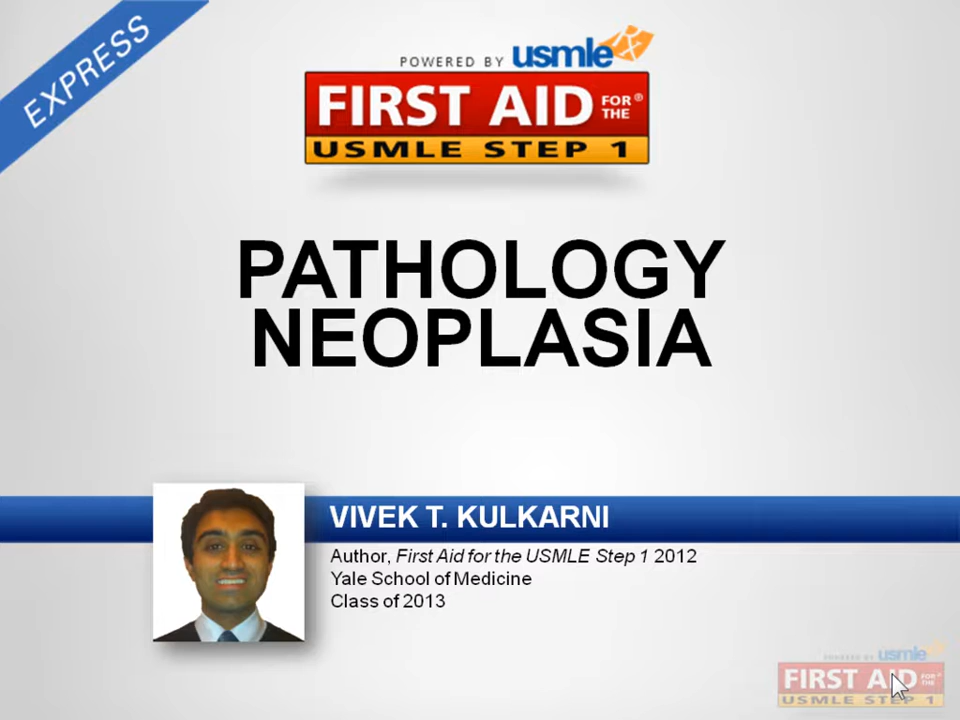 EXPRESS
POWERED BY usmle Rx
FIRST AID FOR THE®
USMLE STEP 1
PATHOLOGY
NEOPLASIA
VIVEK T. KULKARNI
Author, First Aid for the USMLE Step 1 2012
Yale School of Medicine
Class of 2013
POWERED BY usmle
FIRST AID FOR THE
USMLE STEP 1